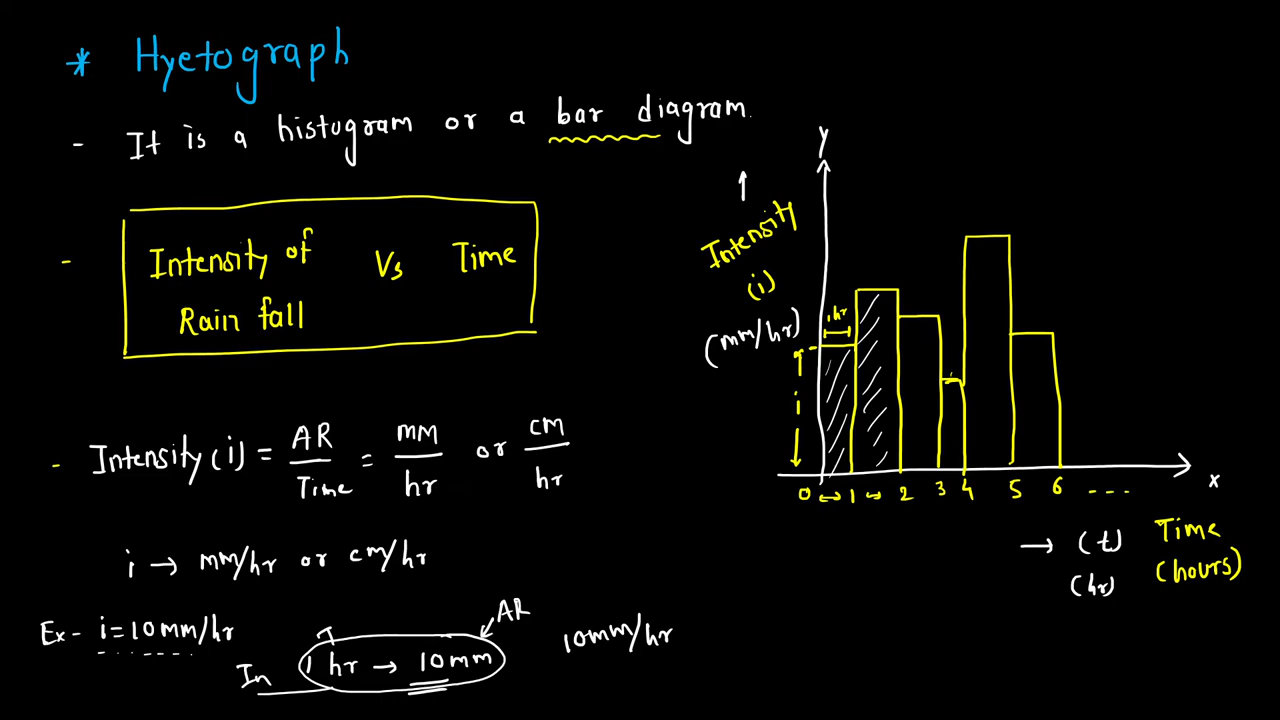 * Hyetograph
- It is a histogram or a bar diagram.
- Intensity of Vs Time
Rain fall
- Intensity (i) = AR/Time = mm/hr or cm/hr
i → mm/hr or cm/hr
Ex- i=10mm/hr
In 1 hr → 10mm
T
AR
10mm/hr
y
↑
Intensity
(i)
(mm/hr)
1hr
i
0 ↔ 1 ↔ 2 3 4 5 6 ----
x
→ (t) Time
(hr) (hours)